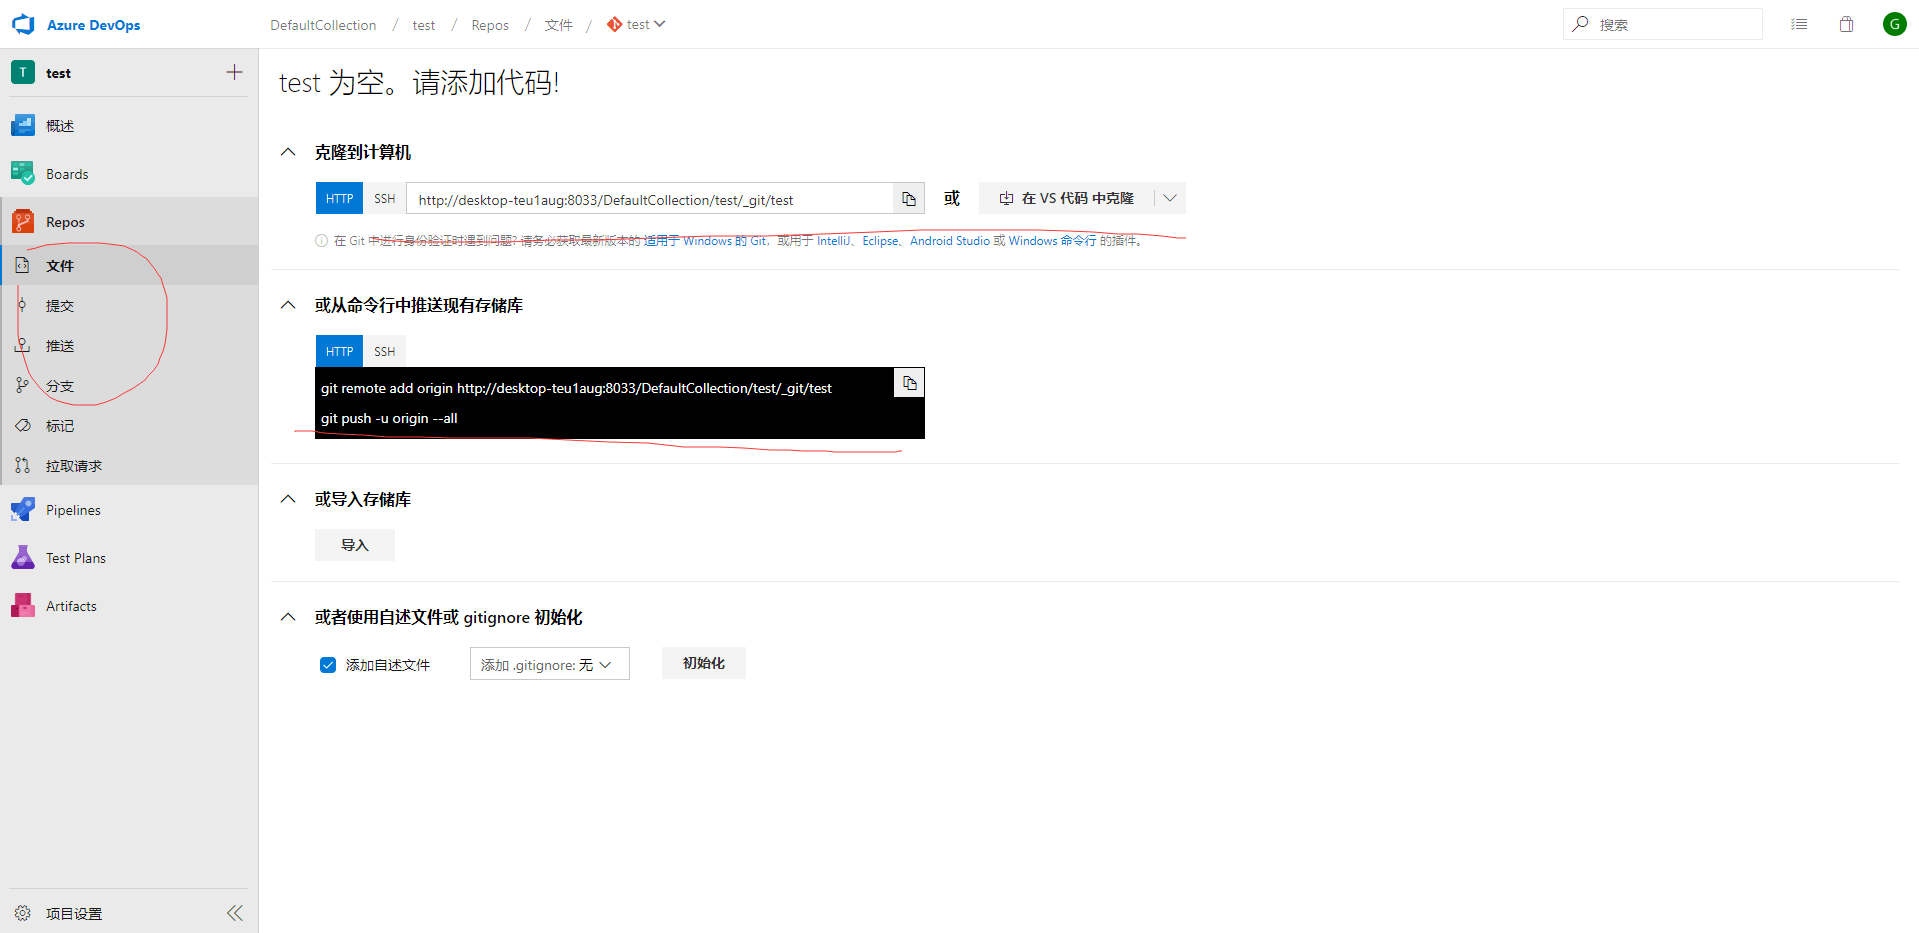 Azure DevOps
DefaultCollection / test / Repos / 文件 / test
搜索
G
T test
概述
Boards
Repos
文件
提交
推送
分支
标记
拉取请求
Pipelines
Test Plans
Artifacts
项目设置
test 为空。请添加代码!
克隆到计算机
HTTP SSH http://desktop-teu1aug:8033/DefaultCollection/test/_git/test 或 在 VS 代码 中克隆
在 Git 中进行身份验证时遇到问题? 请务必获取最新版本的 适用于 Windows 的 Git，或用于 IntelliJ、Eclipse、Android Studio 或 Windows 命令行 的插件。
或从命令行中推送现有存储库
HTTP SSH
git remote add origin http://desktop-teu1aug:8033/DefaultCollection/test/_git/test
git push -u origin --all
或导入存储库
导入
或者使用自述文件或 gitignore 初始化
添加自述文件 添加 .gitignore: 无 初始化